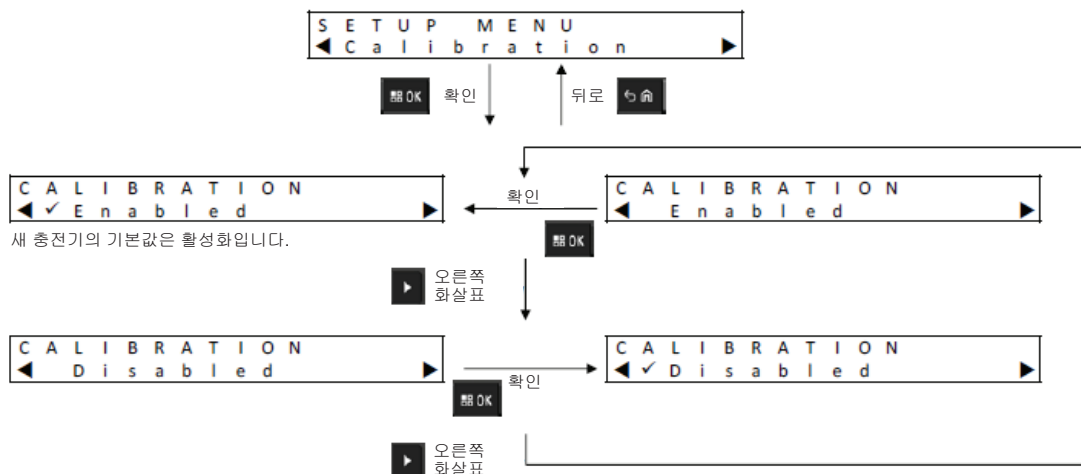 SETUP MENU
◀ Calibration ▶
OK 확인
뒤로
CALIBRATION
◀ ✓ Enabled ▶
새 충전기의 기본값은 활성화입니다.
확인
OK
CALIBRATION
◀ Enabled ▶
오른쪽
화살표
CALIBRATION
◀ Disabled ▶
확인
OK
CALIBRATION
◀ ✓ Disabled ▶
오른쪽
화살표